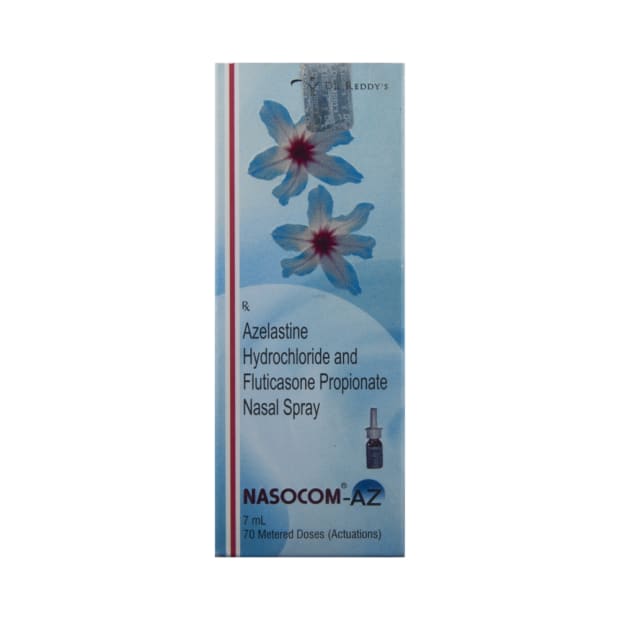 DR. REDDY'S
℞
Azelastine
Hydrochloride and
Fluticasone Propionate
Nasal Spray
NASOCOM®-AZ
7 mL
70 Metered Doses (Actuations)